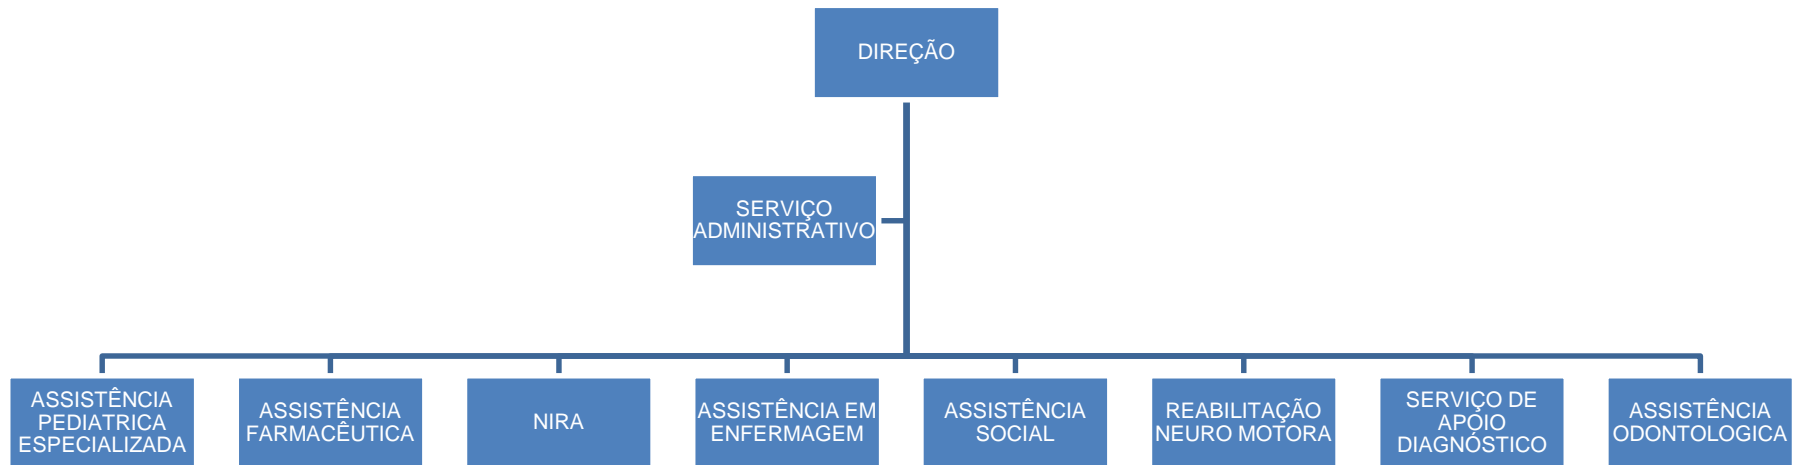 DIREÇÃO
SERVIÇO
ADMINISTRATIVO
ASSISTÊNCIA
PEDIATRICA
ESPECIALIZADA
ASSISTÊNCIA
FARMACÊUTICA
NIRA
ASSISTÊNCIA EM
ENFERMAGEM
ASSISTÊNCIA
SOCIAL
REABILITAÇÃO
NEURO MOTORA
SERVIÇO DE
APOIO
DIAGNÓSTICO
ASSISTÊNCIA
ODONTOLOGICA